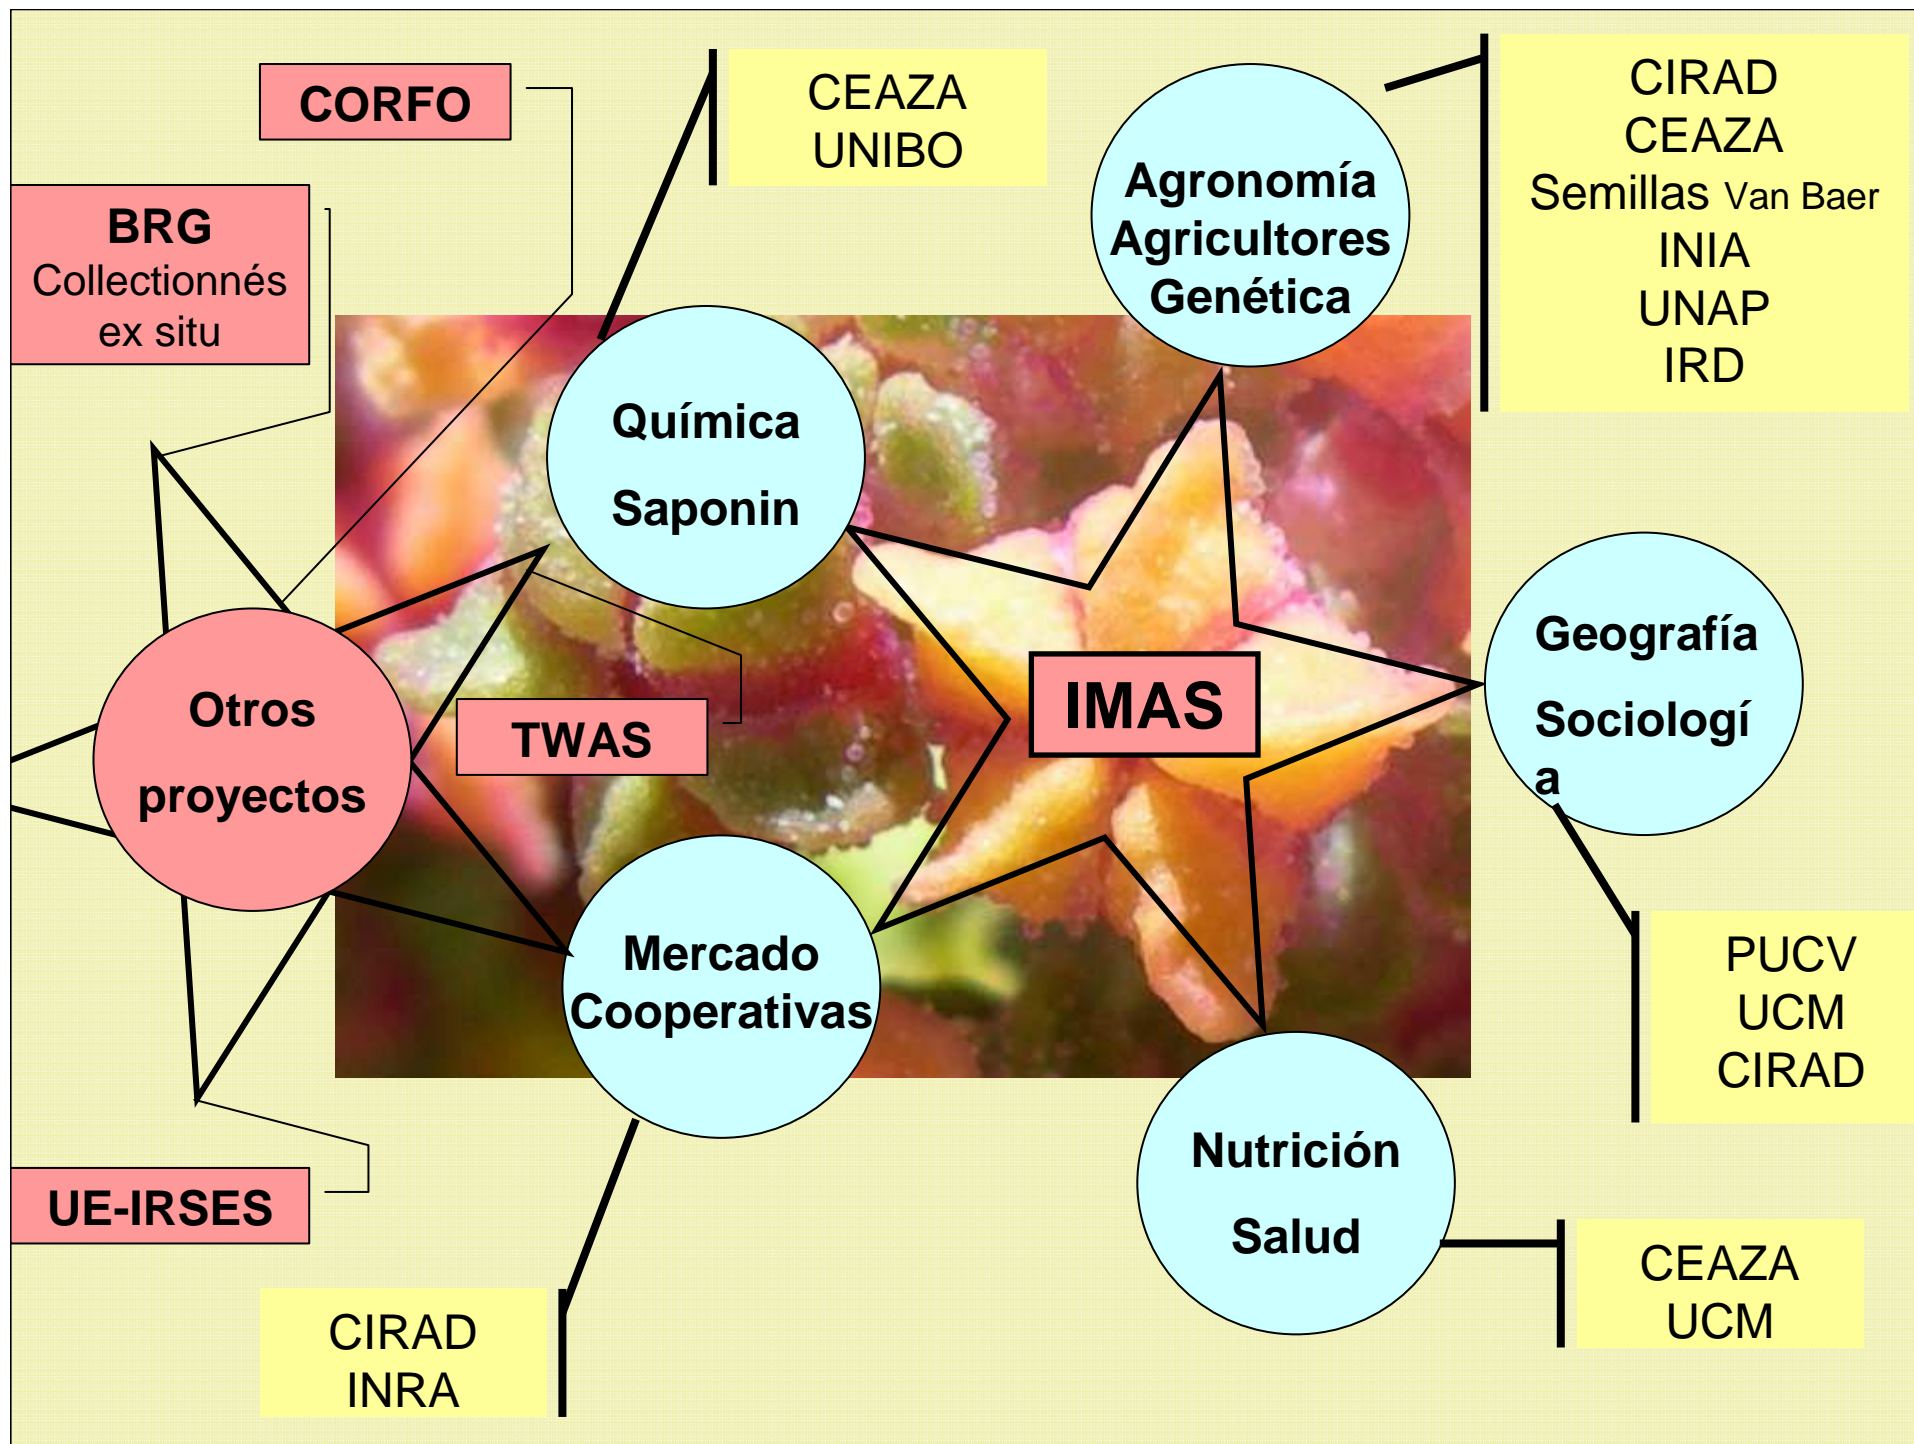 CORFO
BRG
Collectionnés
ex situ
CEAZA
UNIBO
Agronomía
Agricultores
Genética
CIRAD
CEAZA
Semillas Van Baer
INIA
UNAP
IRD
Química
Saponin
Geografía
Sociologí
a
IMAS
Otros
proyectos
TWAS
Mercado
Cooperativas
PUCV
UCM
CIRAD
Nutrición
Salud
UE-IRSES
CEAZA
UCM
CIRAD
INRA